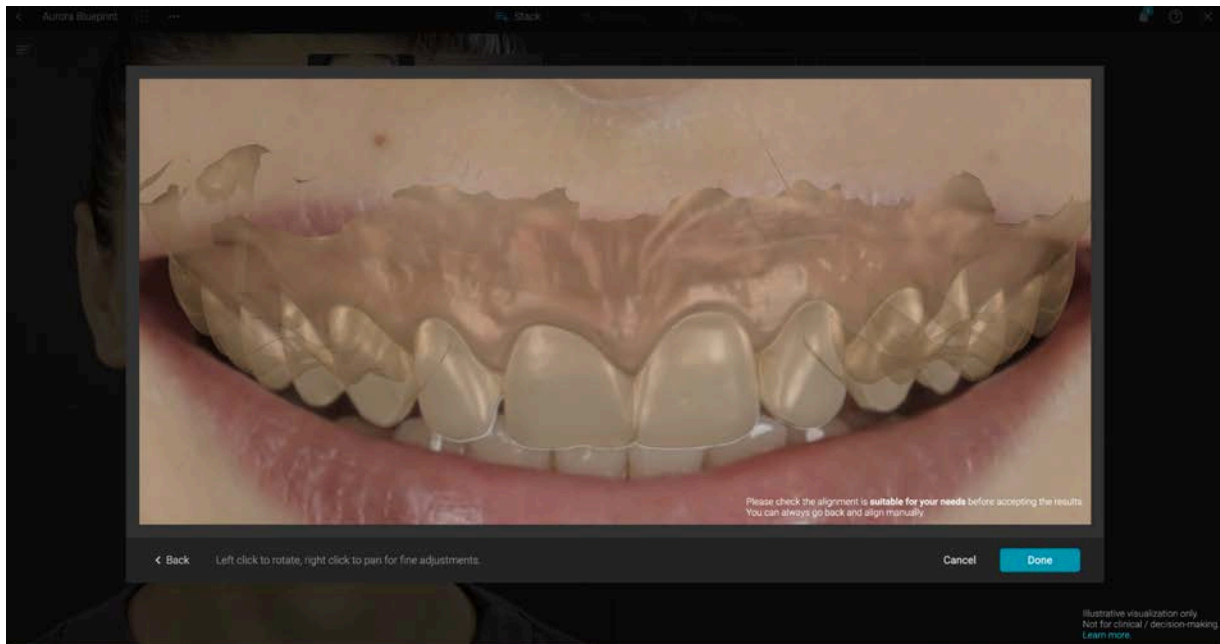 Aurora Blueprint
Stack
Please check the alignment is suitable for your needs before accepting the results
You can always go back and align manually
Back
Left click to rotate, right click to pan for fine adjustments.
Cancel
Done
Illustrative visualization only.
Not for clinical / decision-making.
Learn more.